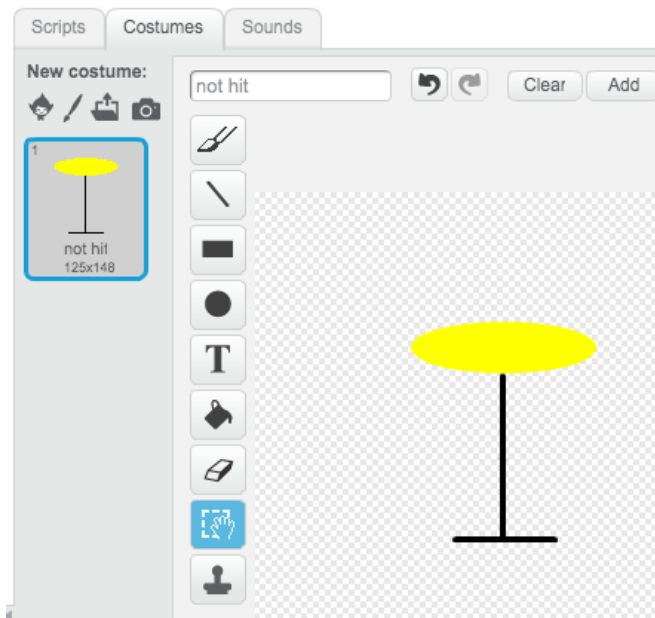 Scripts Costumes Sounds
New costume:
not hit
Clear Add
1
not hit
125x148
T